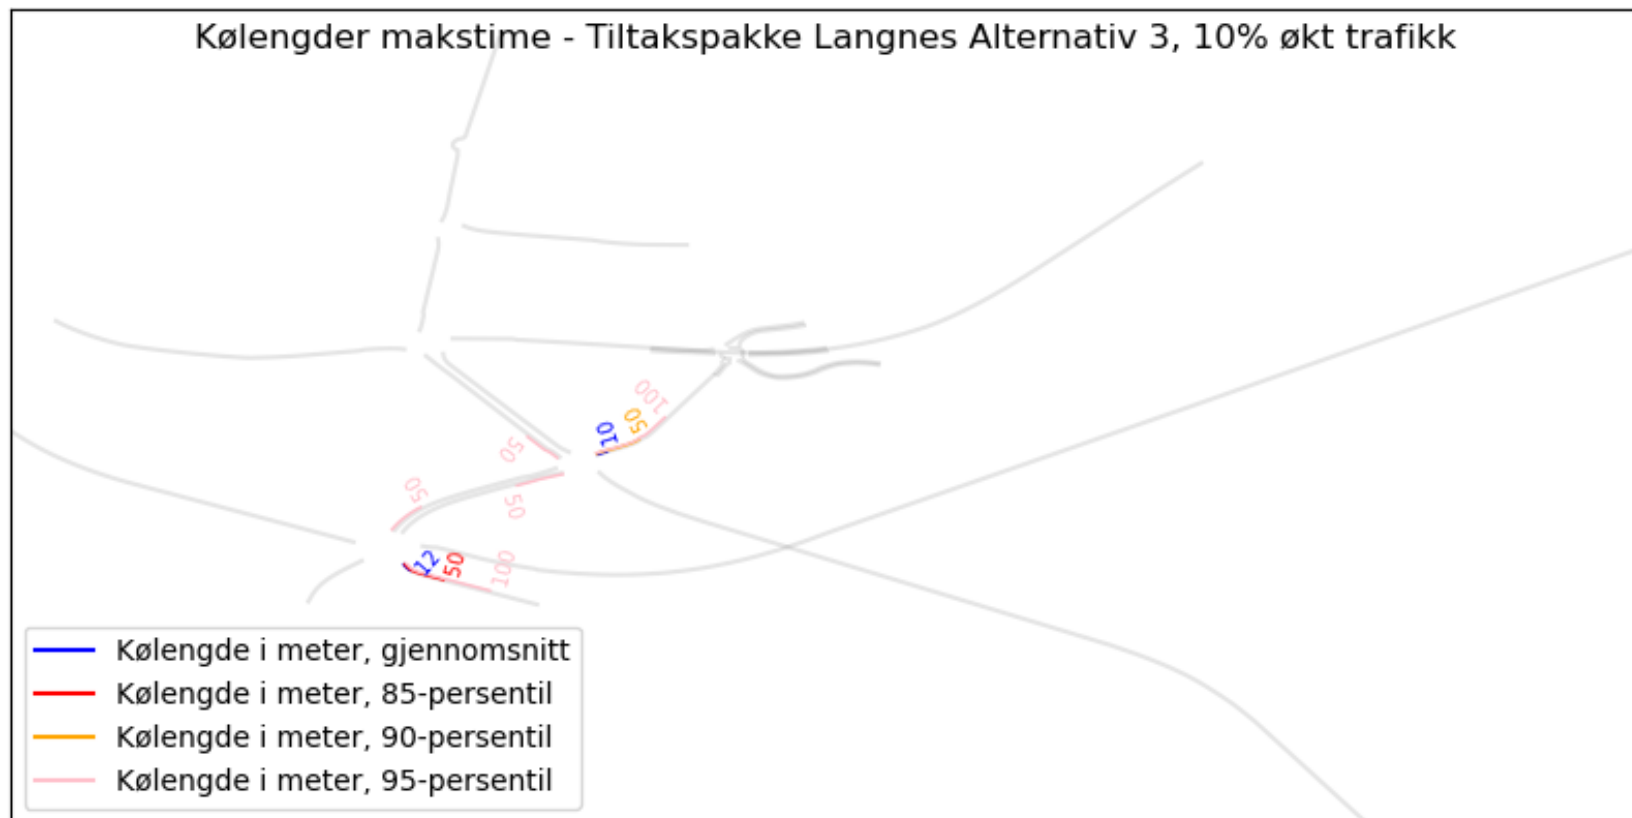 Kølengder makstime - Tiltakspakke Langnes Alternativ 3, 10% økt trafikk
100
50
10
50
50
50
12
50
100
Kølengde i meter, gjennomsnitt
Kølengde i meter, 85-persentil
Kølengde i meter, 90-persentil
Kølengde i meter, 95-persentil